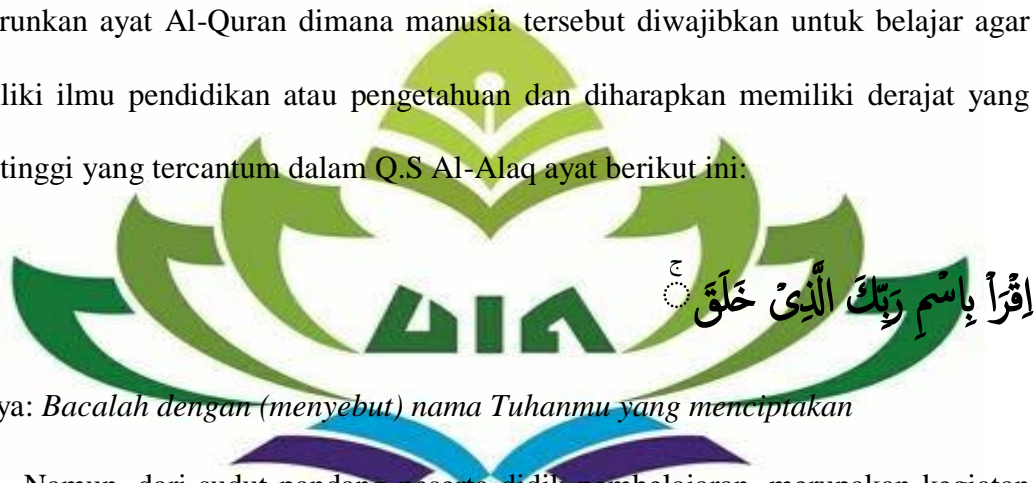 runkan ayat Al-Quran dimana manusia tersebut diwajibkan untuk belajar agar
liki ilmu pendidikan atau pengetahuan dan diharapkan memiliki derajat yang
tinggi yang tercantum dalam Q.S Al-Alaq ayat berikut ini:
اِقْرَأْ بِاسْمِ رَبِّكَ الَّذِيْ خَلَقَ ۚ
UIN
ya: Bacalah dengan (menyebut) nama Tuhanmu yang menciptakan
Namun, dari sudut pandang peserta didik pembelajaran merupakan kegiatan